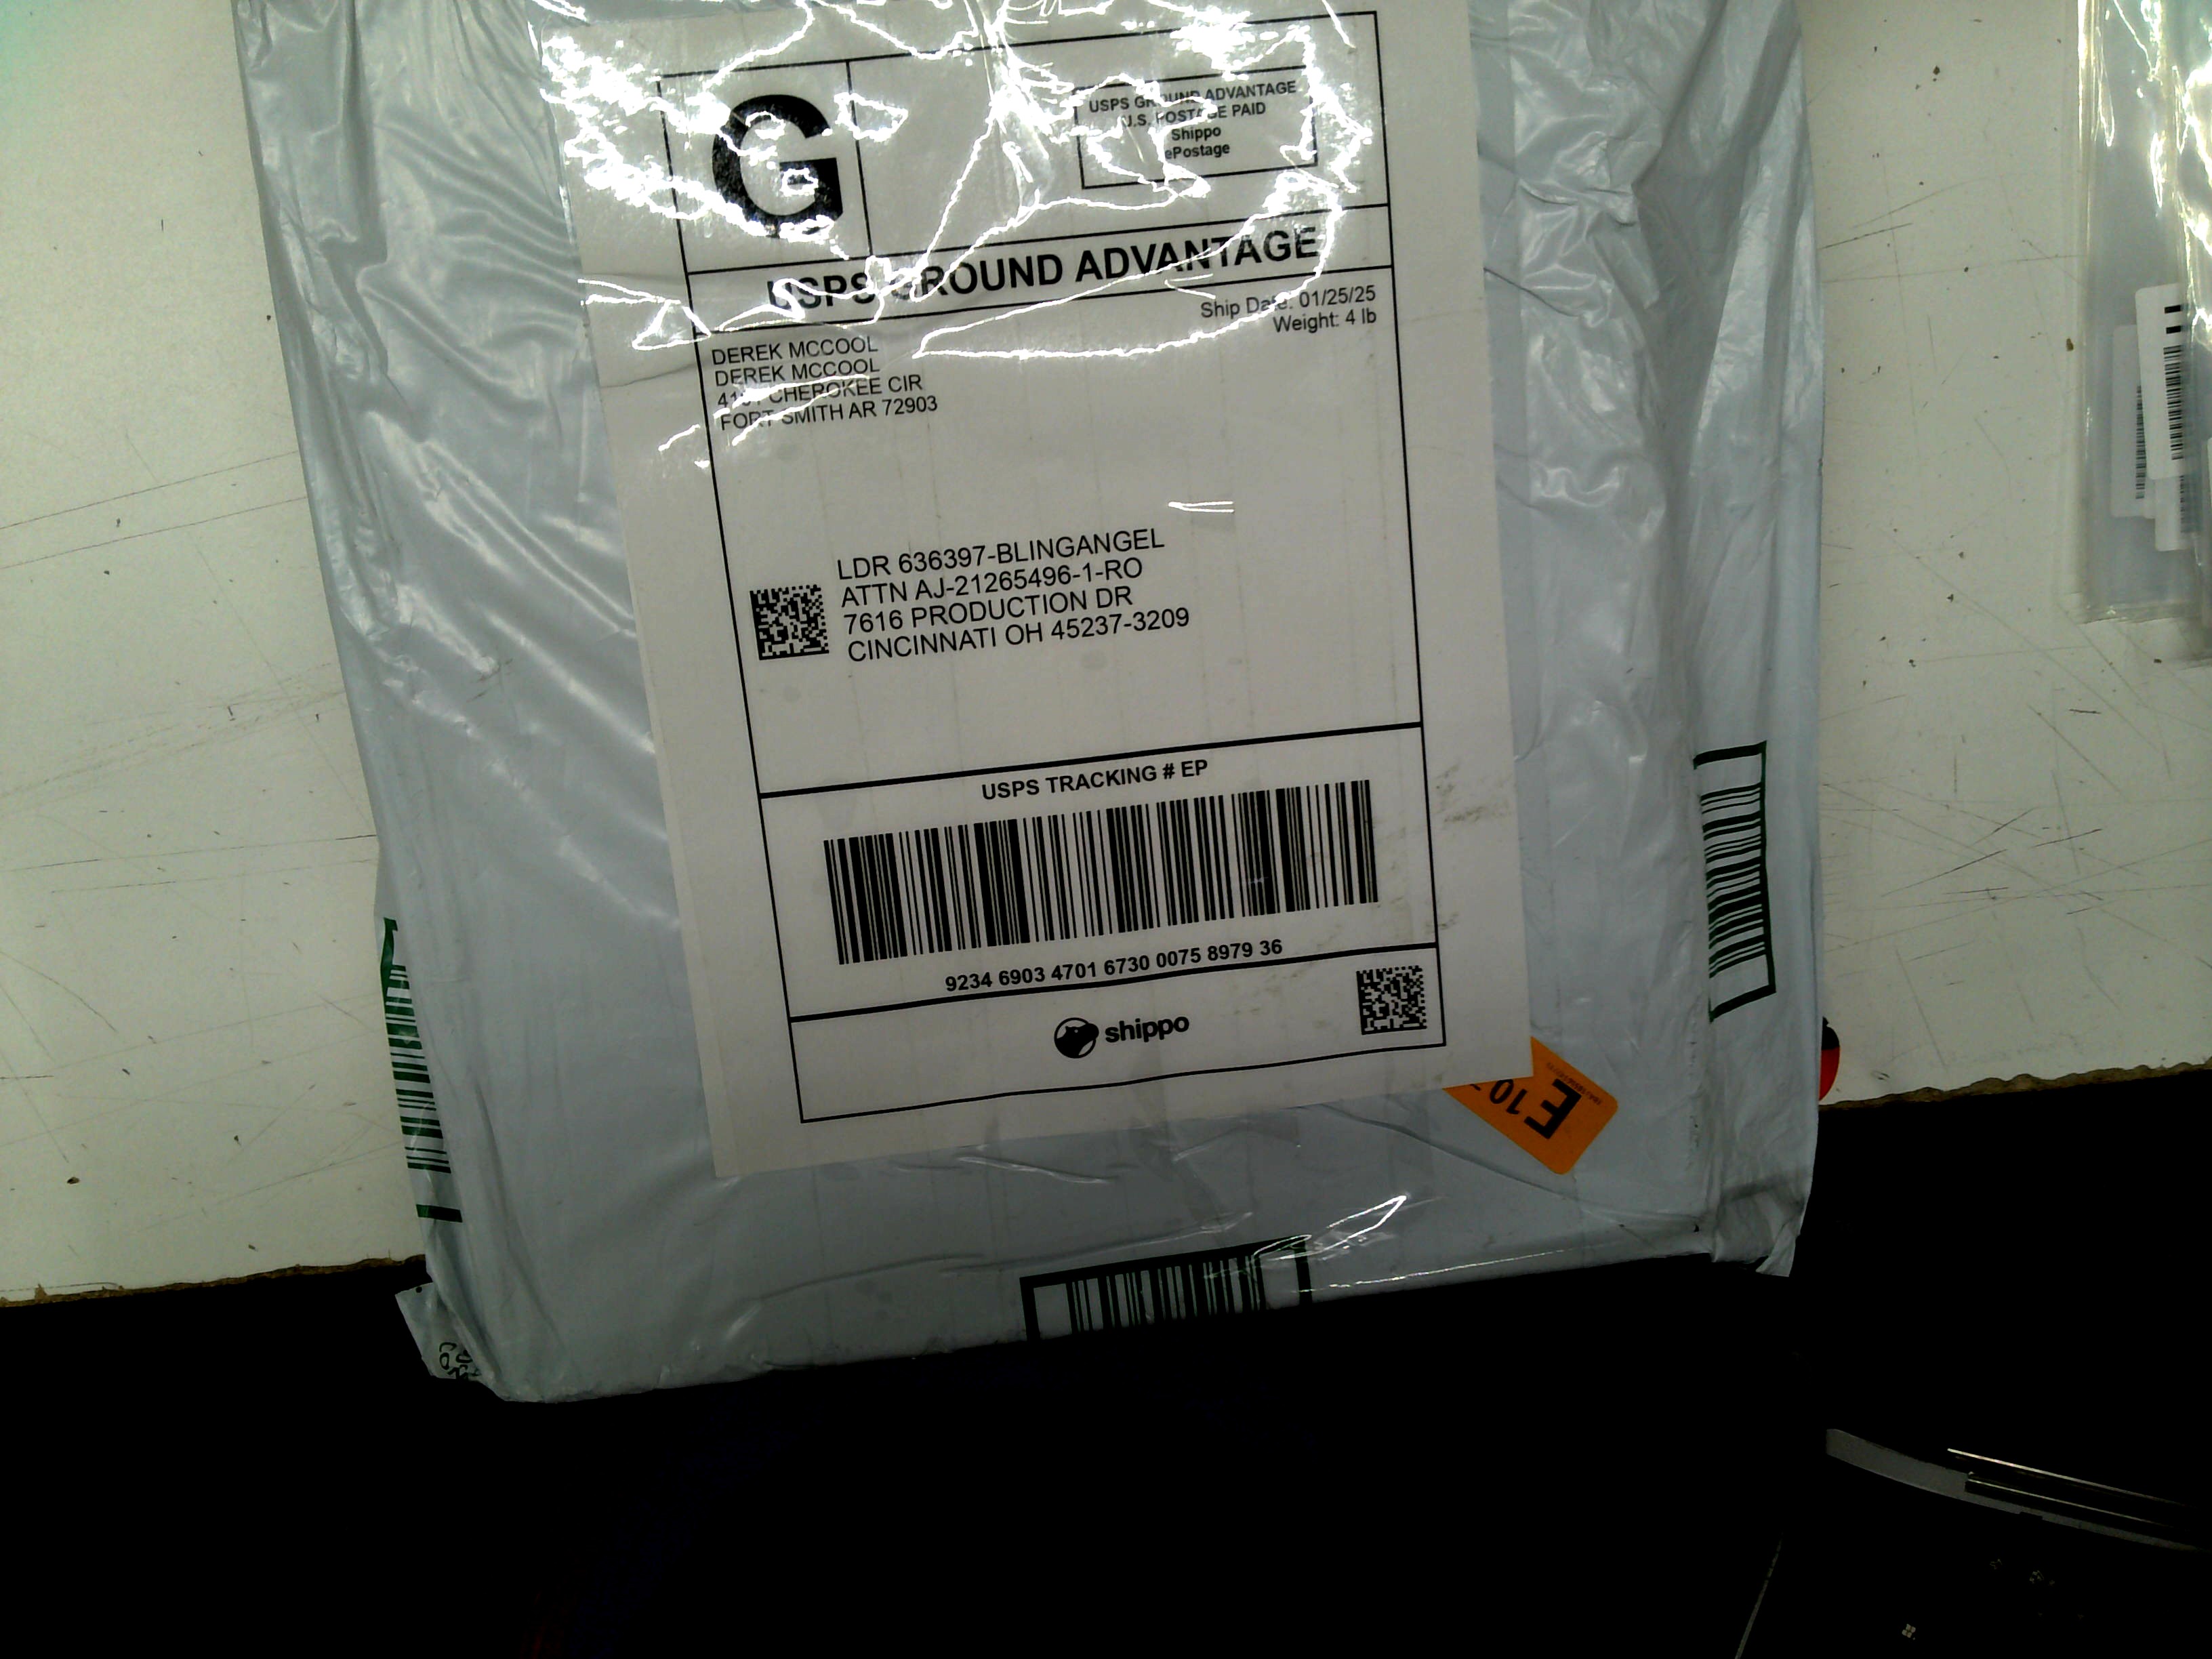 G
USPS GROUND ADVANTAGE
U.S. POSTAGE PAID
Shippo
ePostage
USPS GROUND ADVANTAGE
Ship Date: 01/25/25
Weight: 4 lb
DEREK MCCOOL
DEREK MCCOOL
CHEROKEE CIR
FORT SMITH AR 72903
LDR 636397-BLINGANGEL
ATTN AJ-21265496-1-RO
7616 PRODUCTION DR
CINCINNATI OH 45237-3209
USPS TRACKING # EP
9234 6903 4701 6730 0075 8979 36
shippo
E10